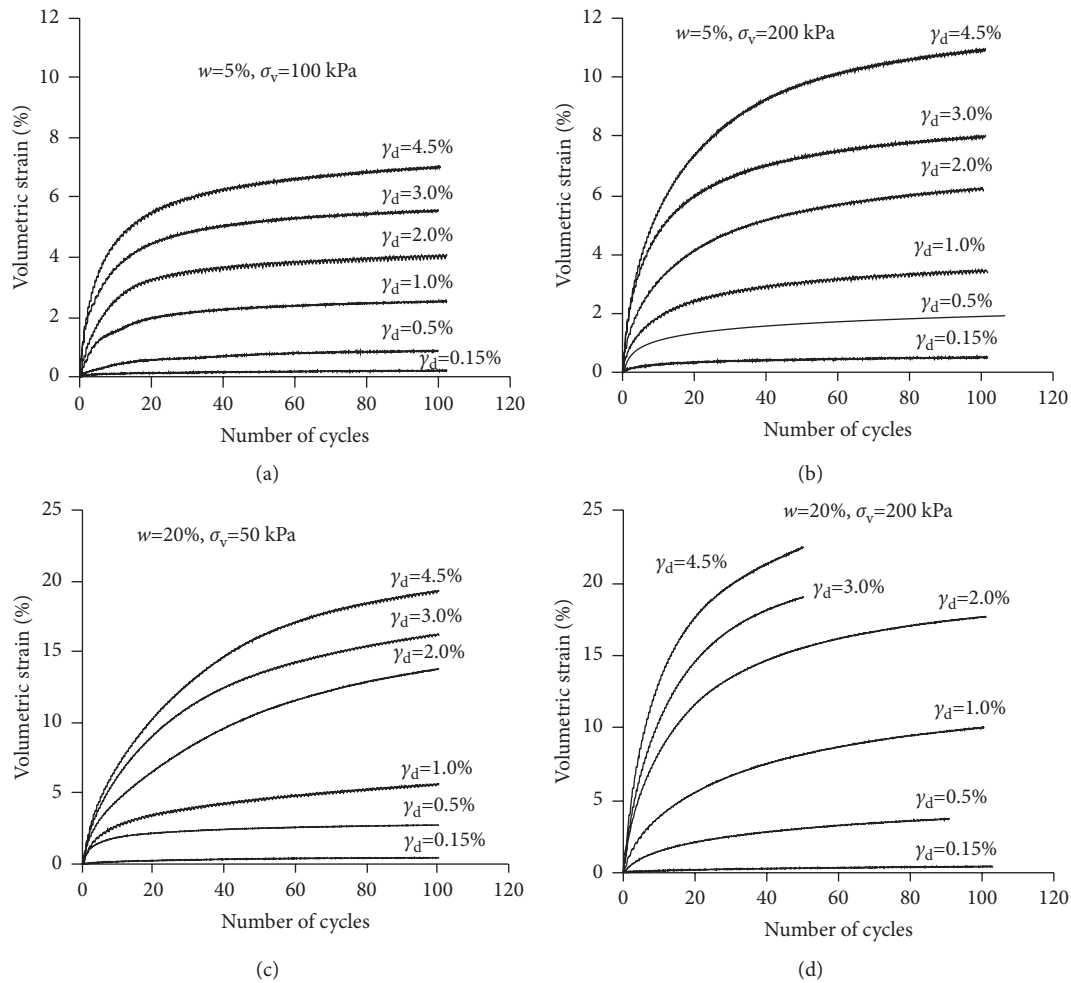 12
10
8
6
4
2
0
Volumetric strain (%)
w=5%, σv=100 kPa
γd=4.5%
γd=3.0%
γd=2.0%
γd=1.0%
γd=0.5%
γd=0.15%
0 20 40 60 80 100 120
Number of cycles
(a)
12
10
8
6
4
2
0
Volumetric strain (%)
w=5%, σv=200 kPa
γd=4.5%
γd=3.0%
γd=2.0%
γd=1.0%
γd=0.5%
γd=0.15%
0 20 40 60 80 100 120
Number of cycles
(b)
25
20
15
10
5
0
Volumetric strain (%)
w=20%, σv=50 kPa
γd=4.5%
γd=3.0%
γd=2.0%
γd=1.0%
γd=0.5%
γd=0.15%
0 20 40 60 80 100 120
Number of cycles
(c)
25
20
15
10
5
0
Volumetric strain (%)
w=20%, σv=200 kPa
γd=4.5%
γd=3.0%
γd=2.0%
γd=1.0%
γd=0.5%
γd=0.15%
0 20 40 60 80 100 120
Number of cycles
(d)